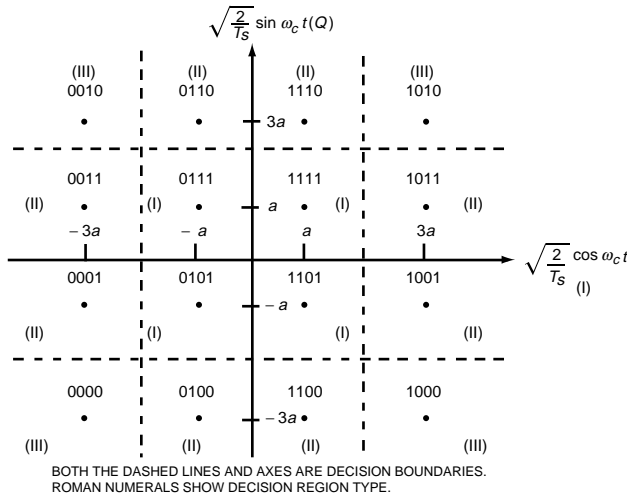 √2/Ts sin ωc t(Q)
(III) (II) (II) (III)
0010 0110 1110 1010
3a
0011 0111 1111 1011
(II) (I) a (I) (II)
– 3a – a a 3a
√2/Ts cos ωc t
(I)
0001 0101 1101 1001
– a
(II) (I) (I) (II)
0000 0100 1100 1000
– 3a
(III) (II) (II) (III)
BOTH THE DASHED LINES AND AXES ARE DECISION BOUNDARIES.
ROMAN NUMERALS SHOW DECISION REGION TYPE.